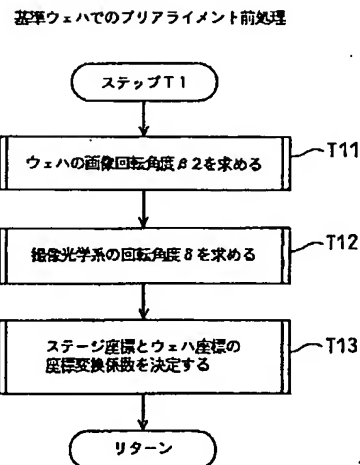 基準ウェハでのプリアライメント前処理
ステップT1
ウェハの画像回転角度β2を求める
T11
撮像光学系の回転角度δを求める
T12
ステージ座標とウェハ座標の
座標変換係数を決定する
T13
リターン